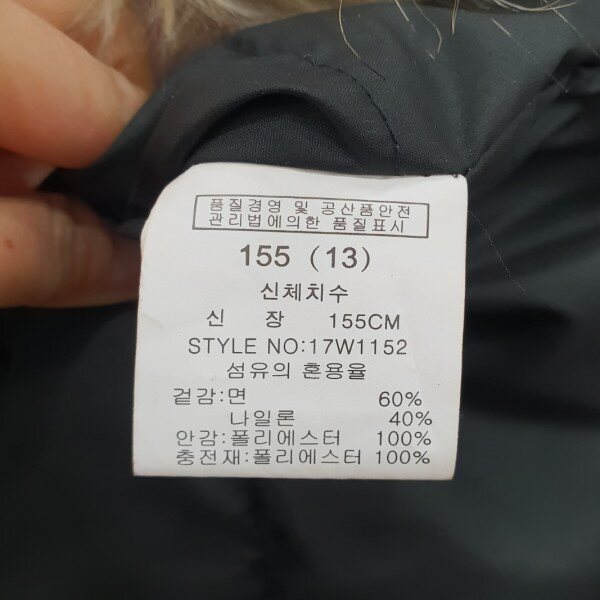 품질경영 및 공산품안전
관리법에의한 품질표시
155 (13)
신체치수
신 장 155CM
STYLE NO:17W1152
섬유의 혼용율
겉감:면 60%
나일론 40%
안감:폴리에스터 100%
충전재:폴리에스터 100%